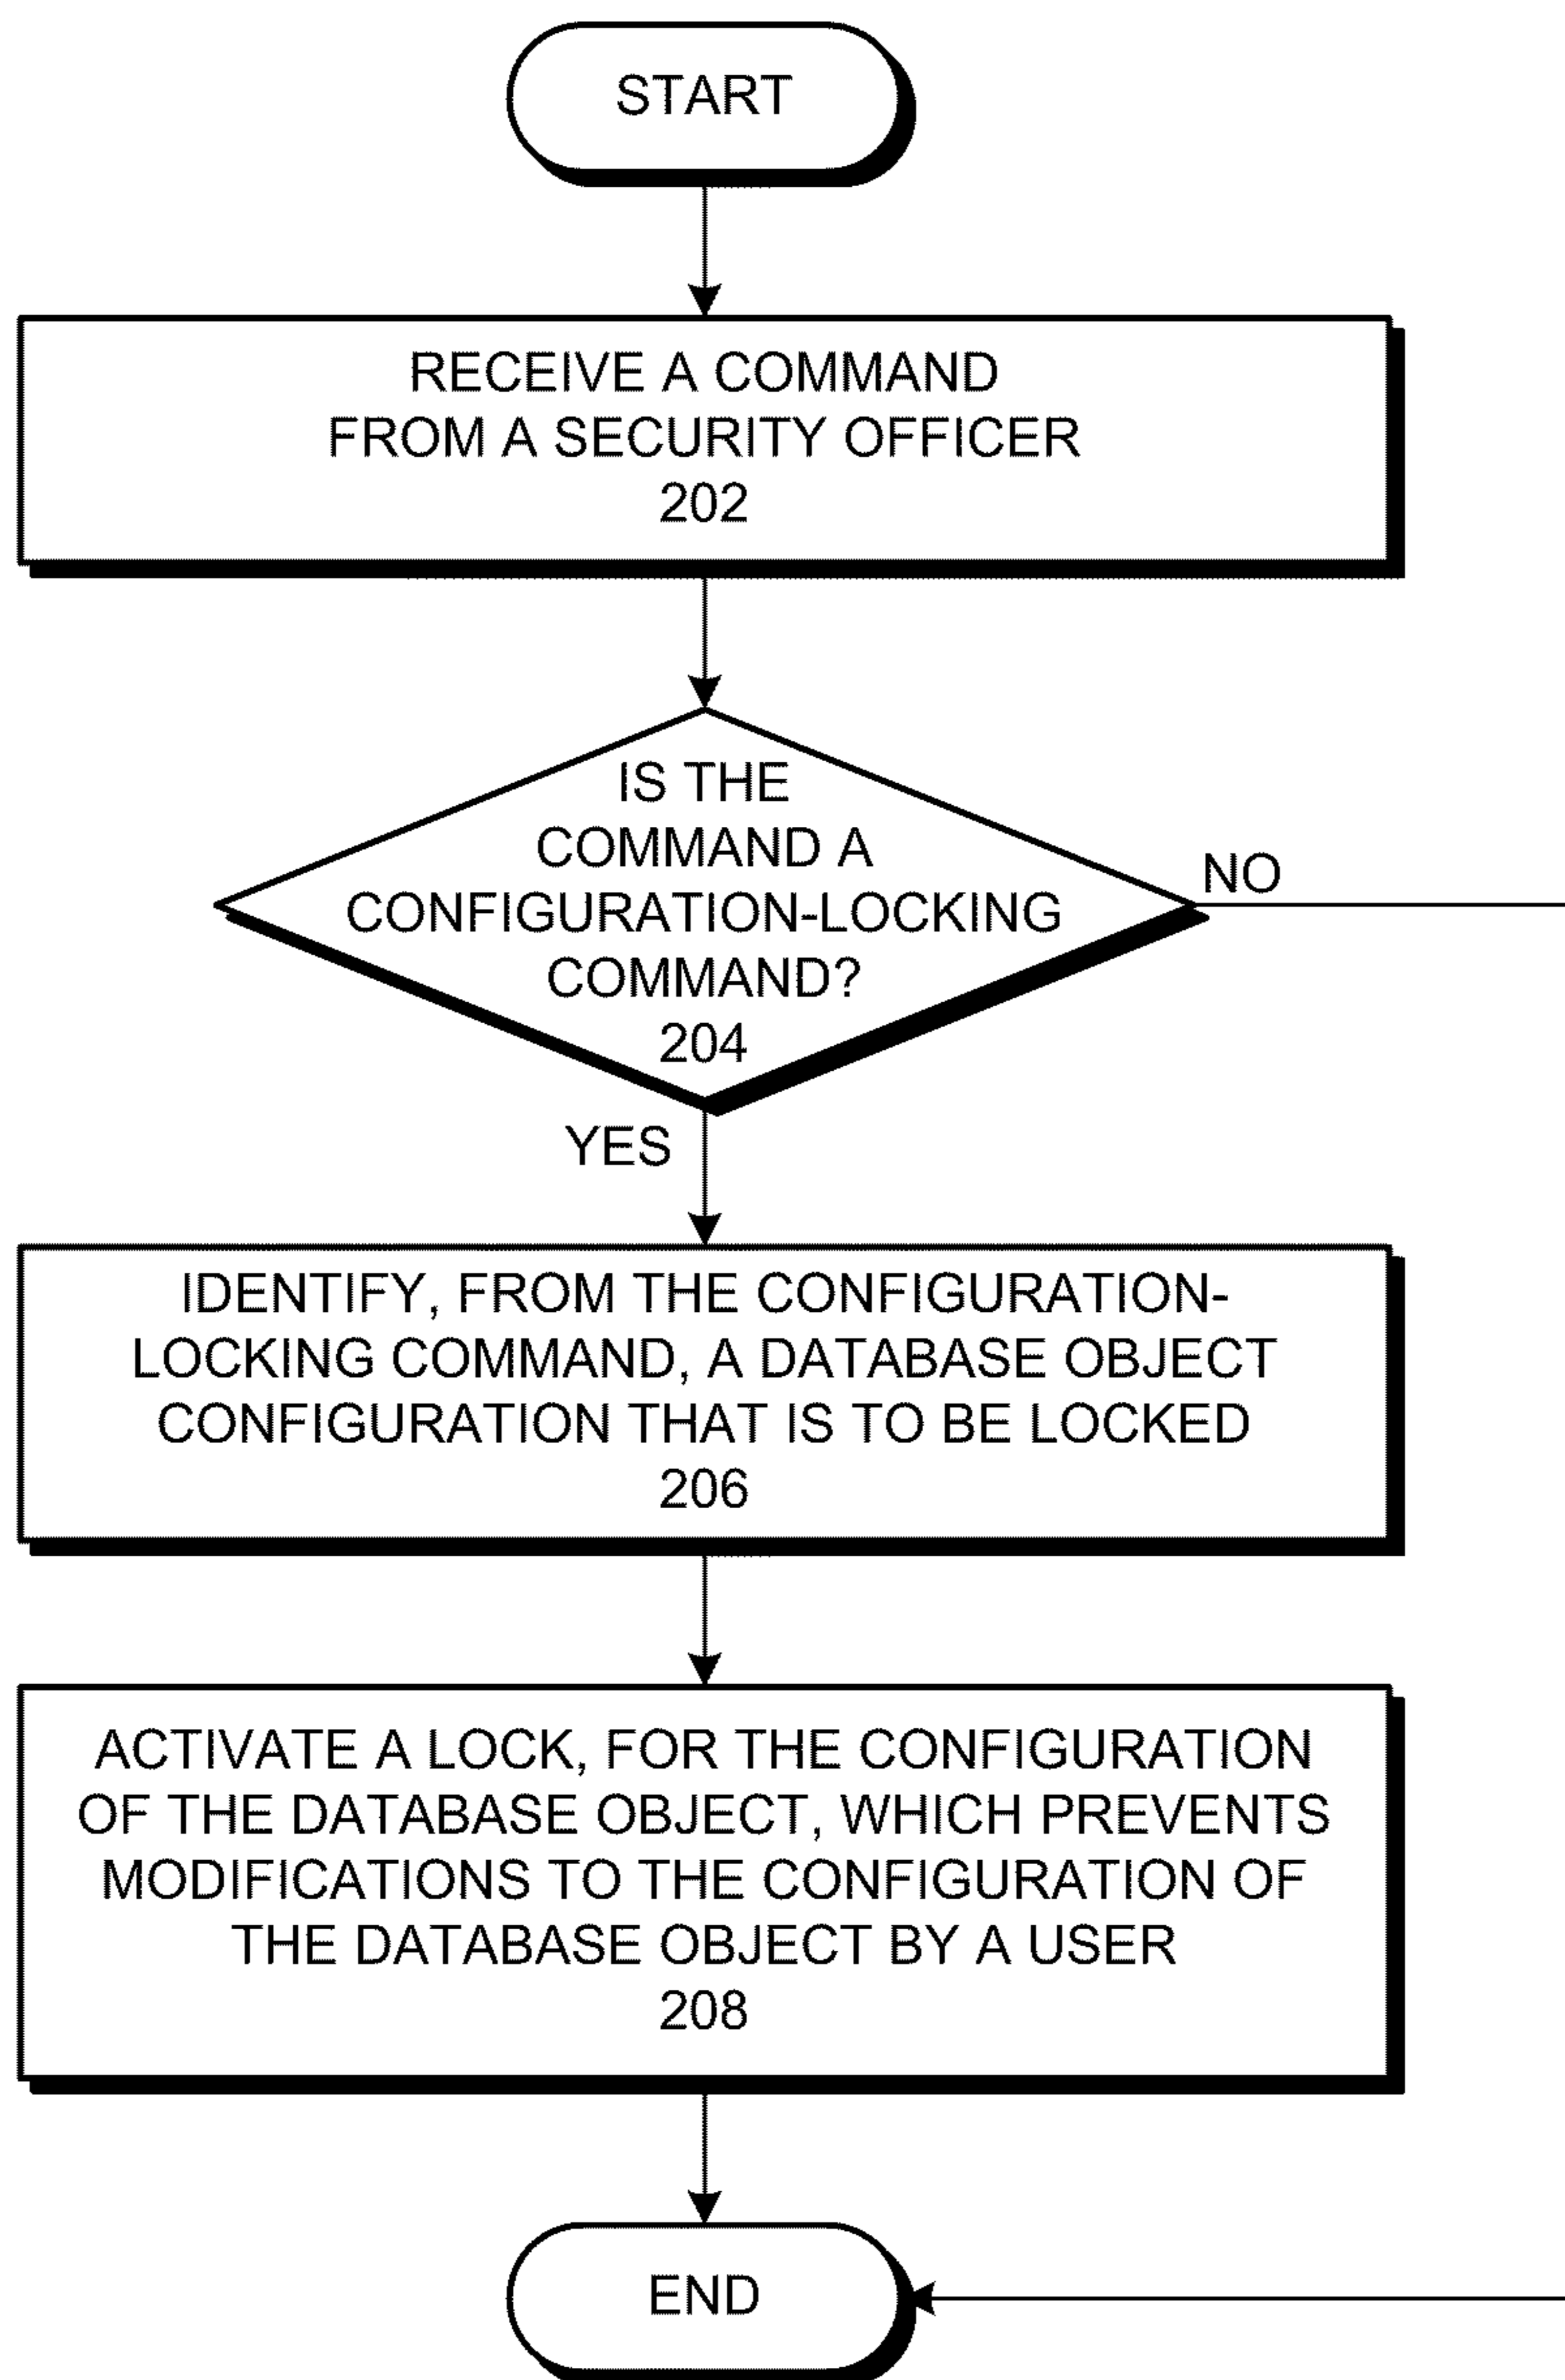 START
RECEIVE A COMMAND
FROM A SECURITY OFFICER
202
IS THE
COMMAND A
CONFIGURATION-LOCKING
COMMAND?
204
NO
YES
IDENTIFY, FROM THE CONFIGURATION-
LOCKING COMMAND, A DATABASE OBJECT
CONFIGURATION THAT IS TO BE LOCKED
206
ACTIVATE A LOCK, FOR THE CONFIGURATION
OF THE DATABASE OBJECT, WHICH PREVENTS
MODIFICATIONS TO THE CONFIGURATION OF
THE DATABASE OBJECT BY A USER
208
END